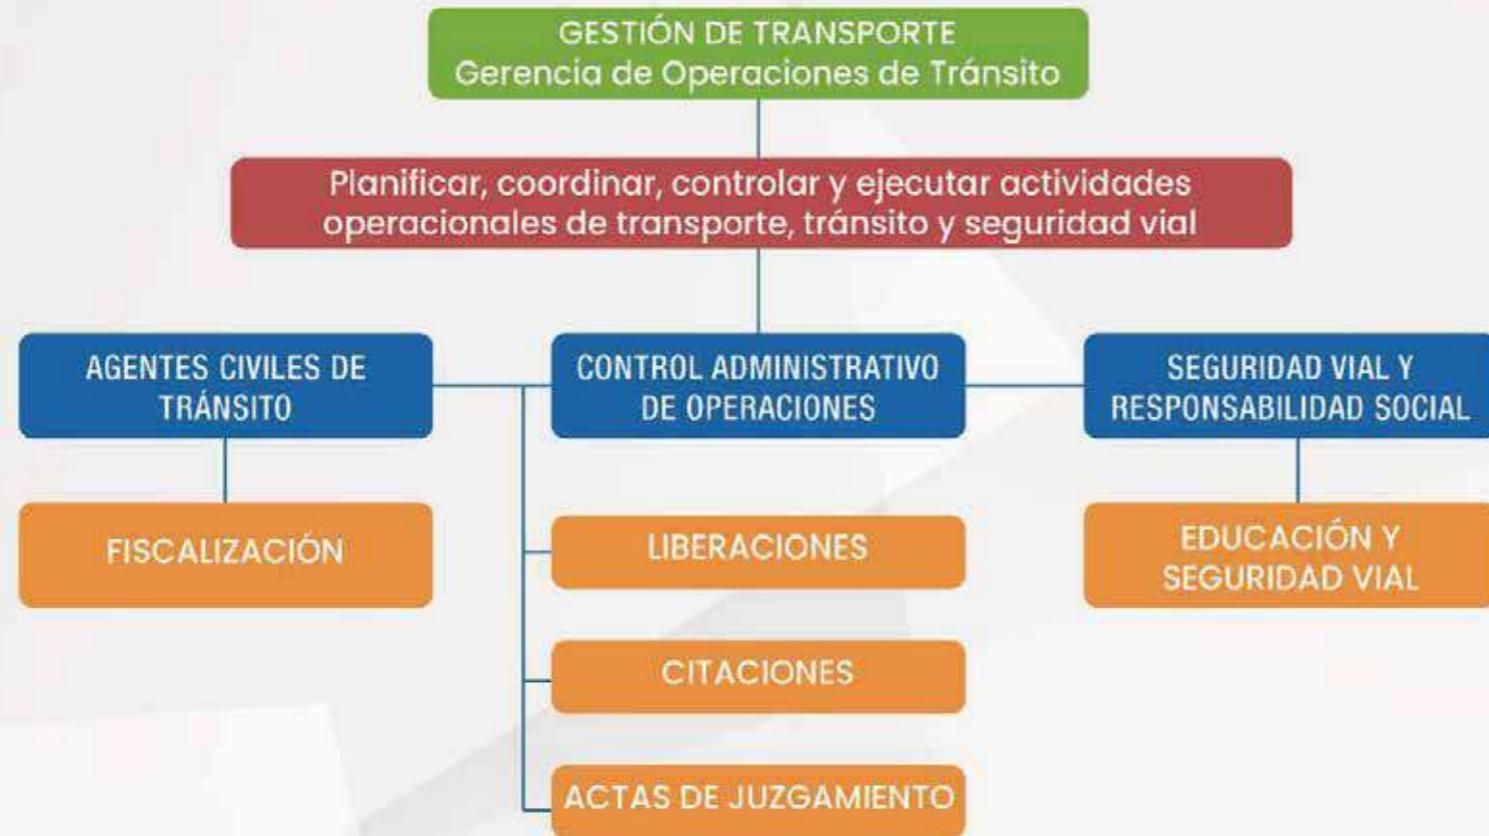 GESTIÓN DE TRANSPORTE
Gerencia de Operaciones de Tránsito
Planificar, coordinar, controlar y ejecutar actividades
operacionales de transporte, tránsito y seguridad vial
AGENTES CIVILES DE
TRÁNSITO
CONTROL ADMINISTRATIVO
DE OPERACIONES
SEGURIDAD VIAL Y
RESPONSABILIDAD SOCIAL
FISCALIZACIÓN
LIBERACIONES
CITACIONES
ACTAS DE JUZGAMIENTO
EDUCACIÓN Y
SEGURIDAD VIAL